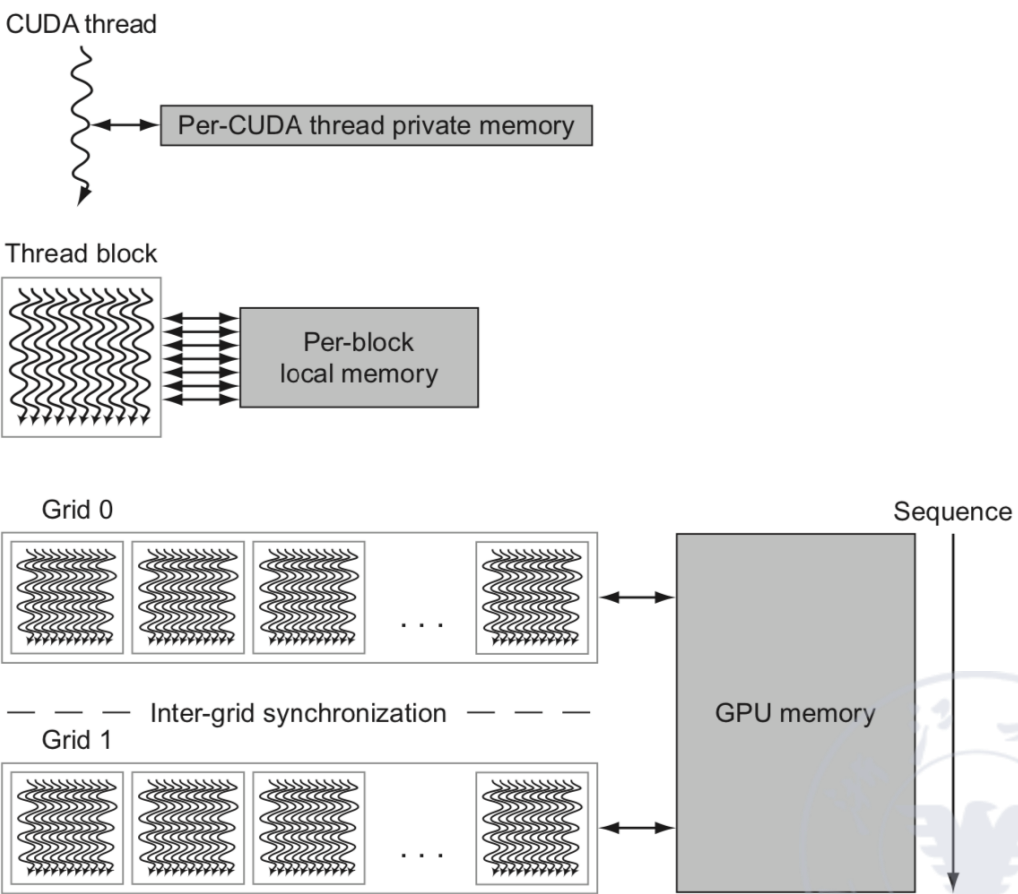 CUDA thread
Per-CUDA thread private memory
Thread block
Per-block
local memory
Grid 0
Sequence
. . .
Inter-grid synchronization
GPU memory
Grid 1
. . .